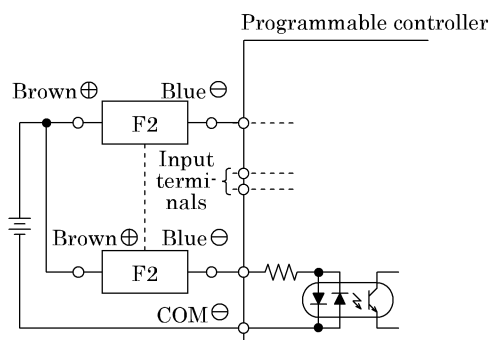 Programmable controller
Brown⊕
Blue⊖
F2
Input
termi-
nals
Brown⊕
Blue⊖
F2
COM⊖